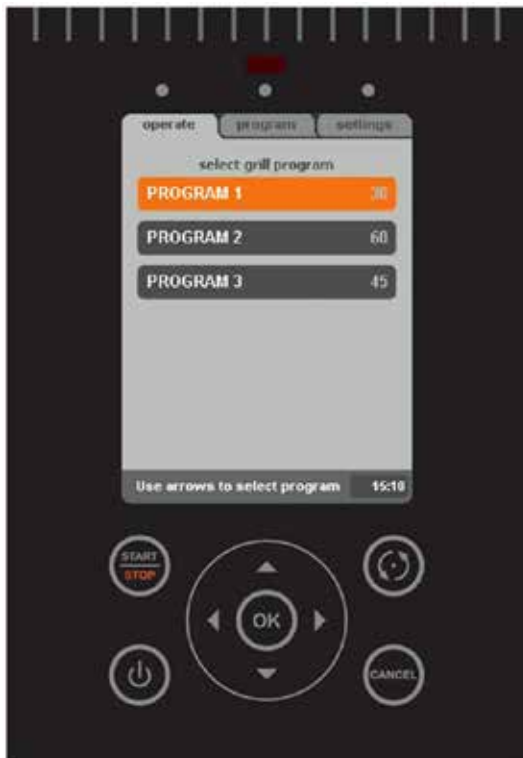 operate program settings
select grill program
PROGRAM 1 30
PROGRAM 2 60
PROGRAM 3 45
Use arrows to select program 15:10
START
STOP
OK
CANCEL